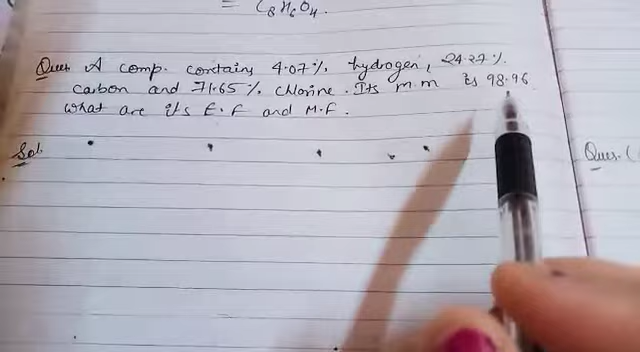 = C8H6O4.
Ques A comp. contains 4.07% hydrogen, 24.27%
carbon and 71.65% chlorine. Its m.m is 98.96
What are its E.F and M.F.
Sol.
Ques. (